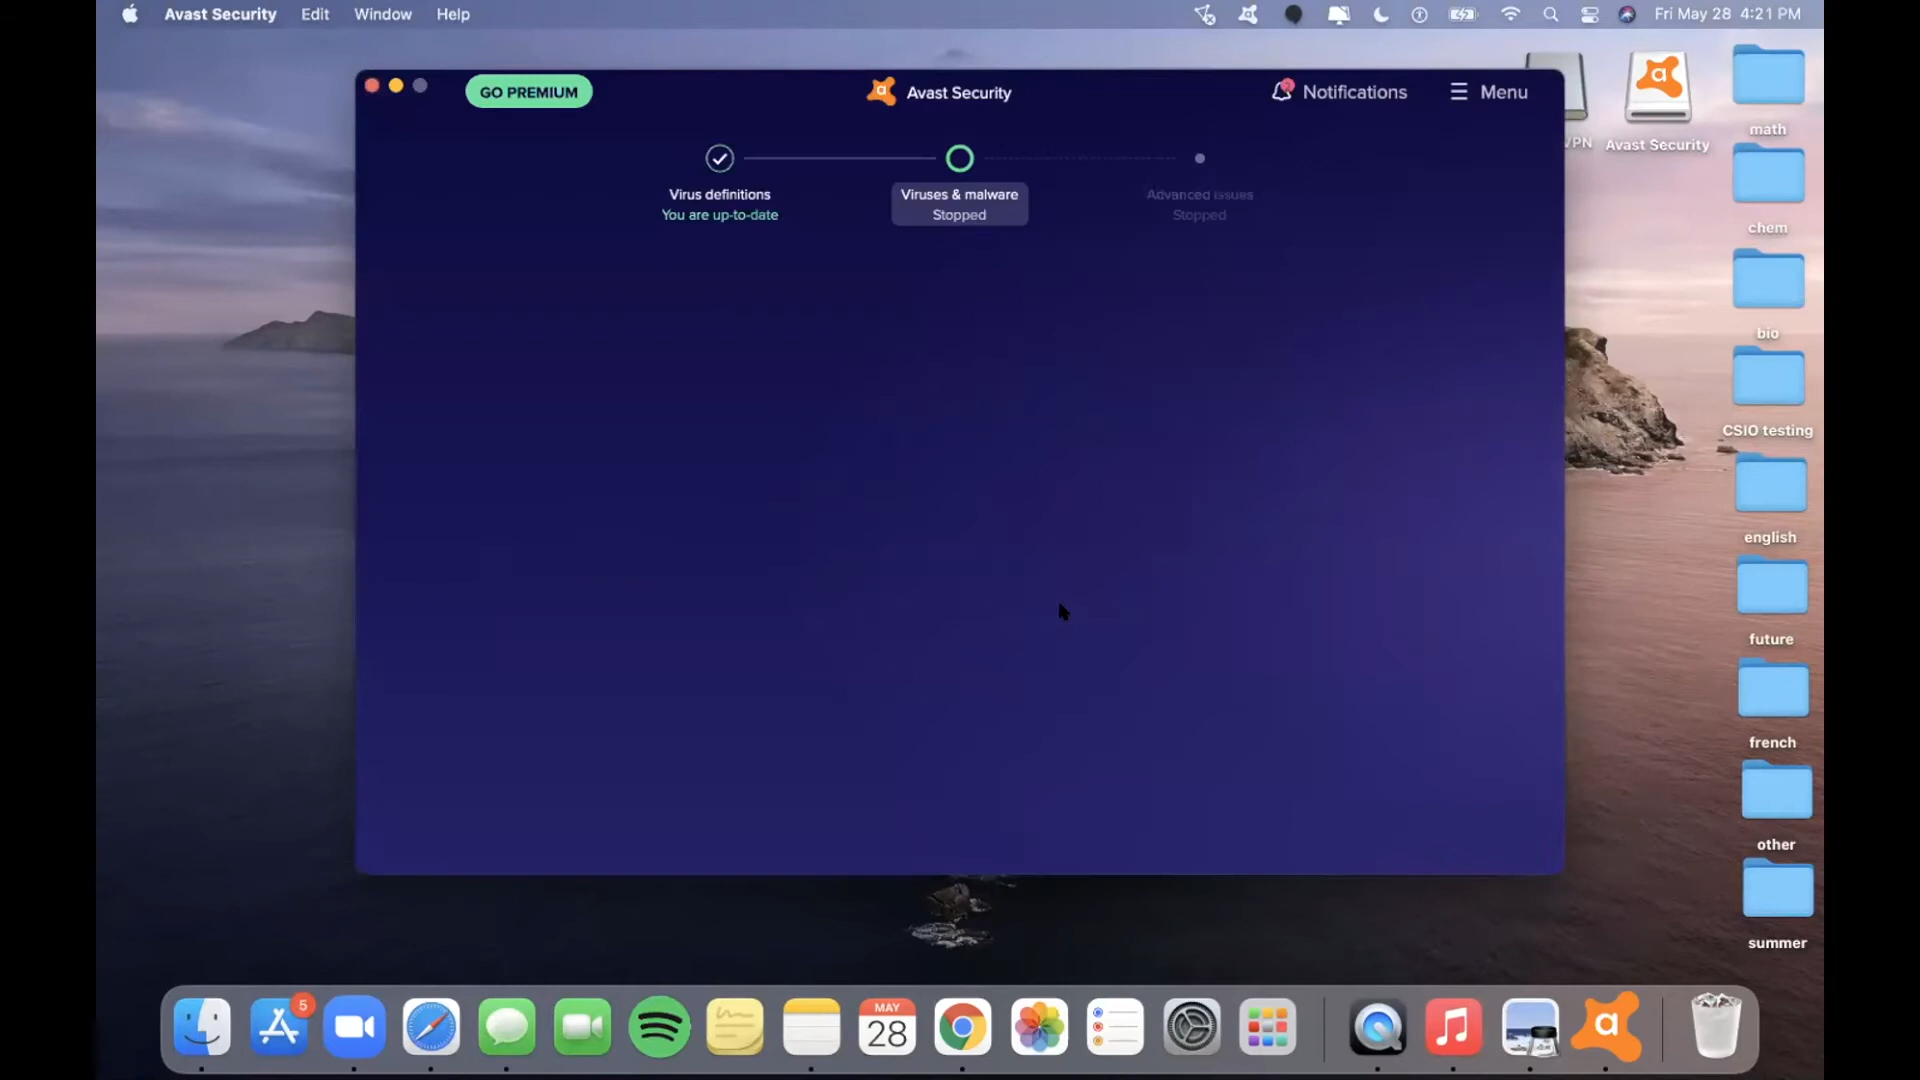 Avast Security Edit Window Help
Fri May 28 4:21 PM
GO PREMIUM
Avast Security
Notifications
Menu
Virus definitions
You are up-to-date
Viruses & malware
Stopped
Advanced issues
Stopped
VPN
Avast Security
math
chem
bio
CSIO testing
english
future
french
other
summer
5
MAY
28